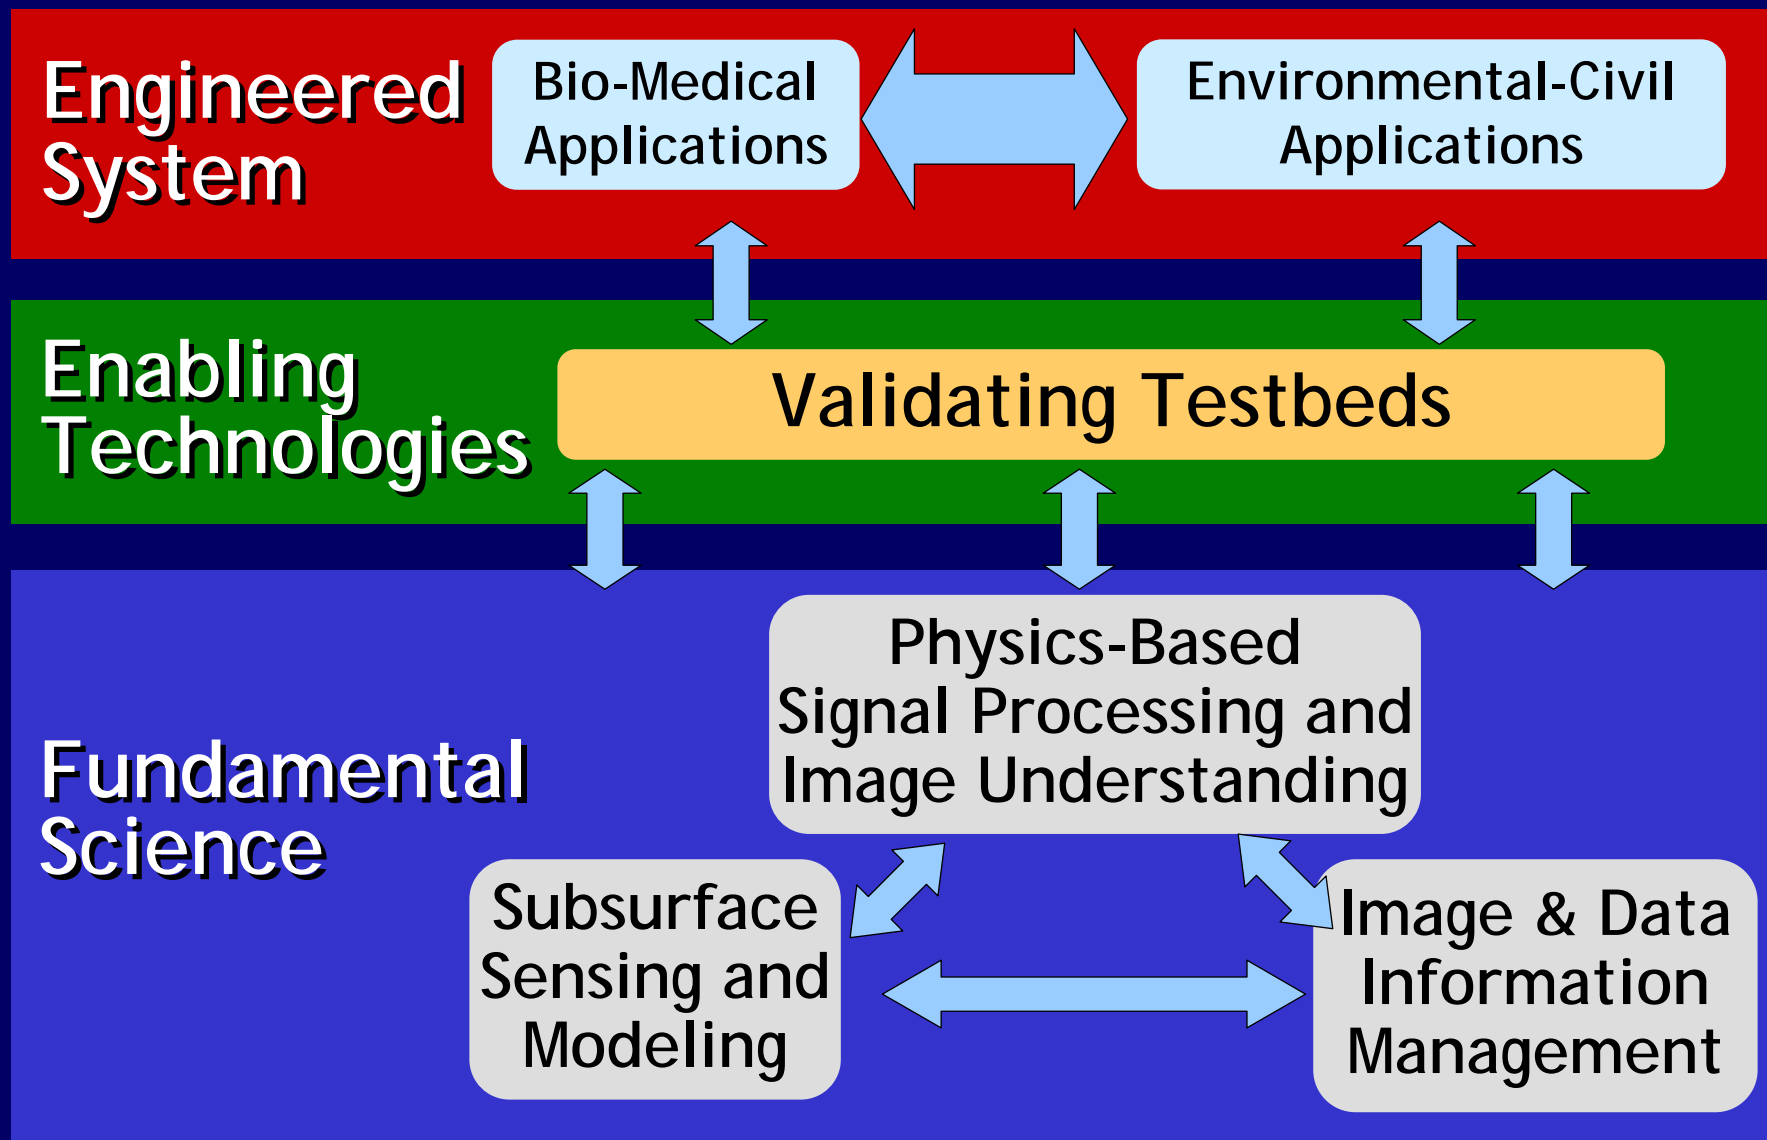 Engineered
System
Bio-Medical
Applications
Environmental-Civil
Applications
Enabling
Technologies
Validating Testbeds
Fundamental
Science
Physics-Based
Signal Processing and
Image Understanding
Subsurface
Sensing and
Modeling
Image & Data
Information
Management